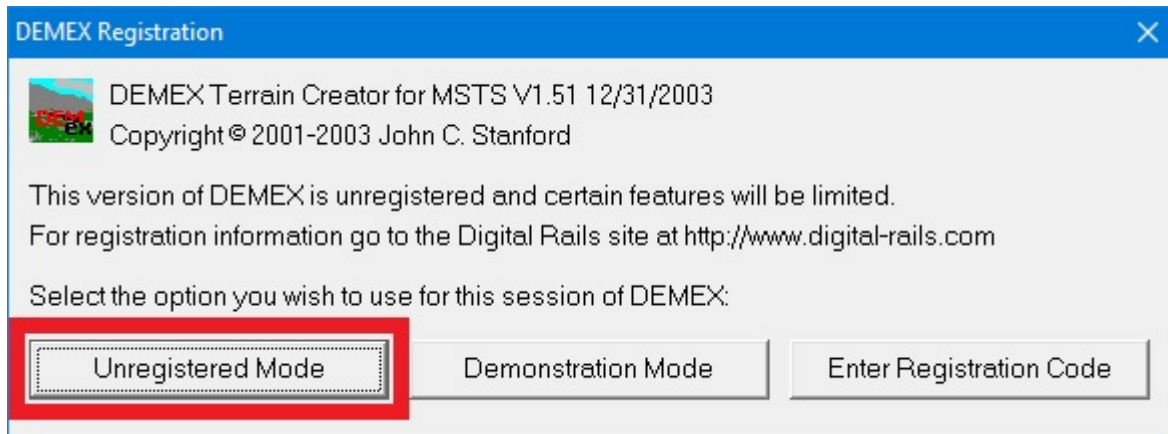 DEMEX Registration
DEM
ex
DEMEX Terrain Creator for MSTS V1.51 12/31/2003
Copyright © 2001-2003 John C. Stanford
This version of DEMEX is unregistered and certain features will be limited.
For registration information go to the Digital Rails site at http://www.digital-rails.com
Select the option you wish to use for this session of DEMEX:
Unregistered Mode
Demonstration Mode
Enter Registration Code